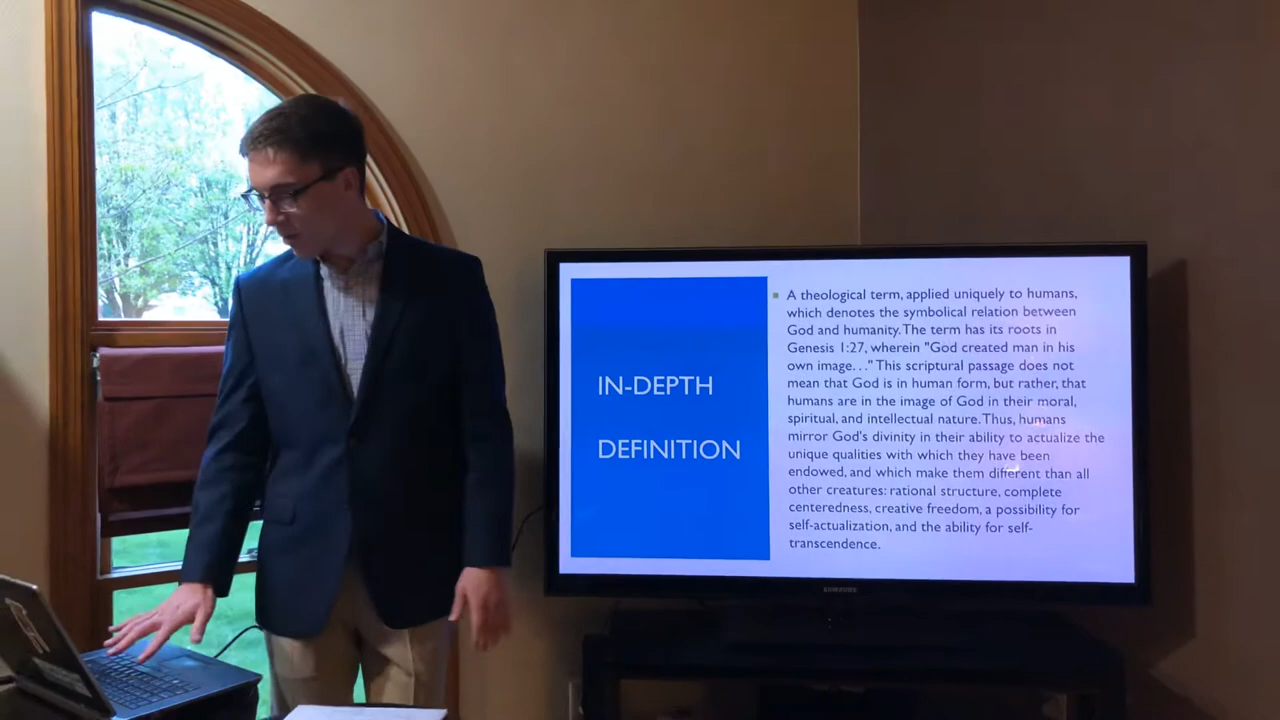 IN-DEPTH
DEFINITION
A theological term, applied uniquely to humans,
which denotes the symbolical relation between
God and humanity. The term has its roots in
Genesis 1:27, wherein "God created man in his
own image. . ." This scriptural passage does not
mean that God is in human form, but rather, that
humans are in the image of God in their moral,
spiritual, and intellectual nature. Thus, humans
mirror God's divinity in their ability to actualize the
unique qualities with which they have been
endowed, and which make them different than all
other creatures: rational structure, complete
centeredness, creative freedom, a possibility for
self-actualization, and the ability for self-
transcendence.
SAMSUNG